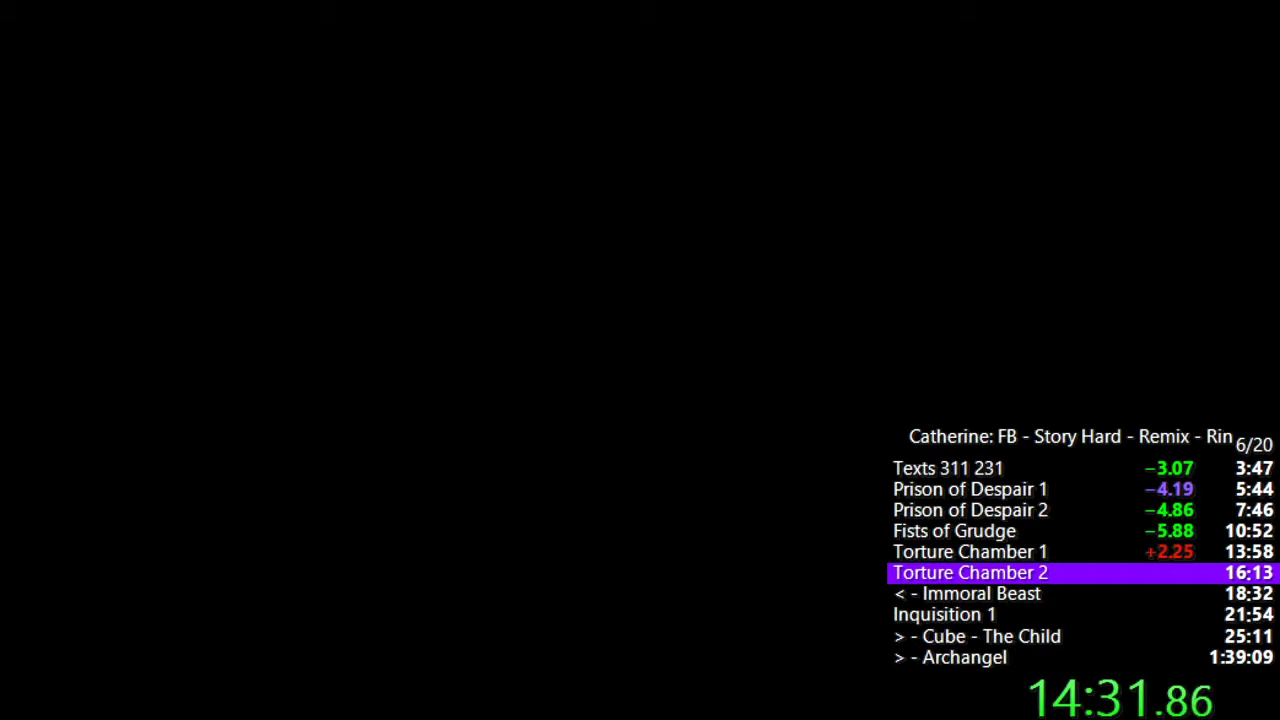 Catherine: FB - Story Hard - Remix - Rin 6/20
Texts 311 231 −3.07 3:47
Prison of Despair 1 −4.19 5:44
Prison of Despair 2 −4.86 7:46
Fists of Grudge −5.88 10:52
Torture Chamber 1 +2.25 13:58
Torture Chamber 2 16:13
< - Immoral Beast 18:32
Inquisition 1 21:54
> - Cube - The Child 25:11
> - Archangel 1:39:09
14:31.86